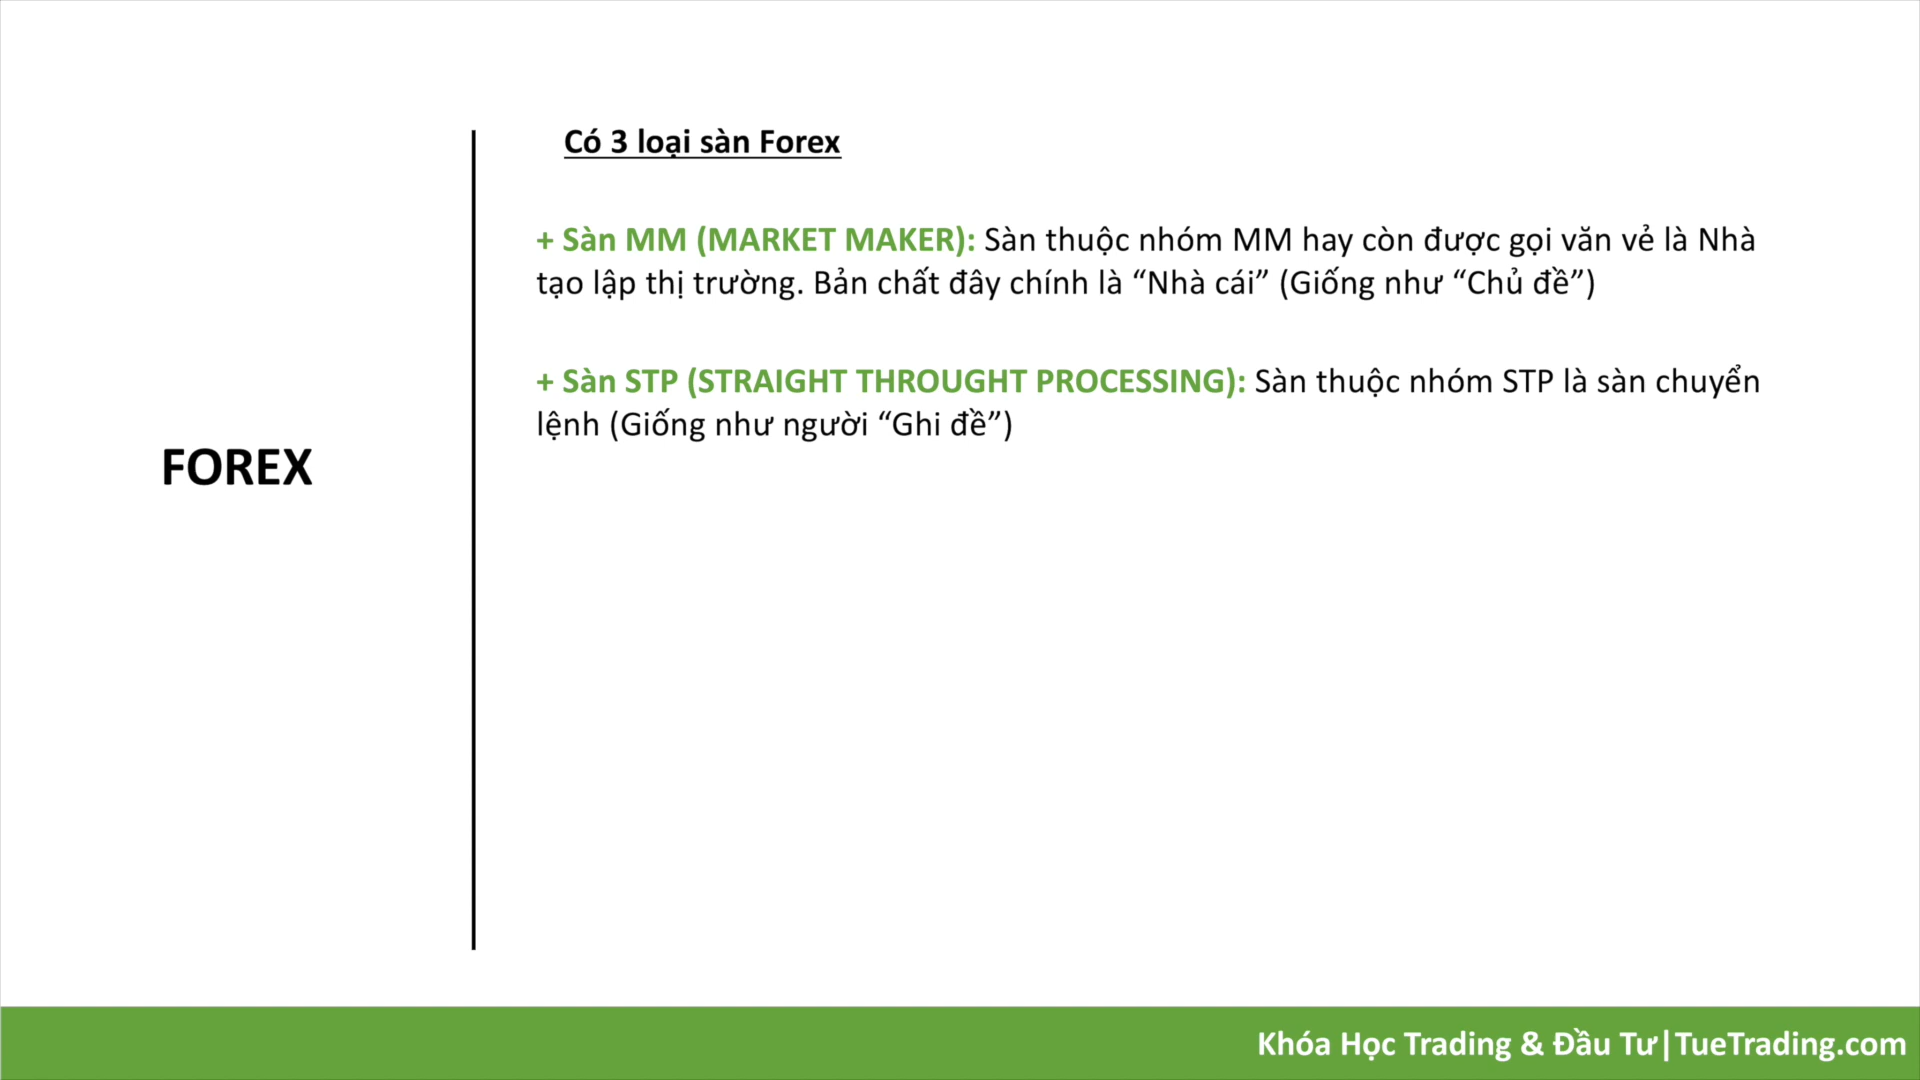 Có 3 loại sàn Forex
+ Sàn MM (MARKET MAKER): Sàn thuộc nhóm MM hay còn được gọi văn vẻ là Nhà
tạo lập thị trường. Bản chất đây chính là “Nhà cái” (Giống như “Chủ đề”)
+ Sàn STP (STRAIGHT THROUGHT PROCESSING): Sàn thuộc nhóm STP là sàn chuyển
lệnh (Giống như người “Ghi đề”)
FOREX
Khóa Học Trading & Đầu Tư|TueTrading.com